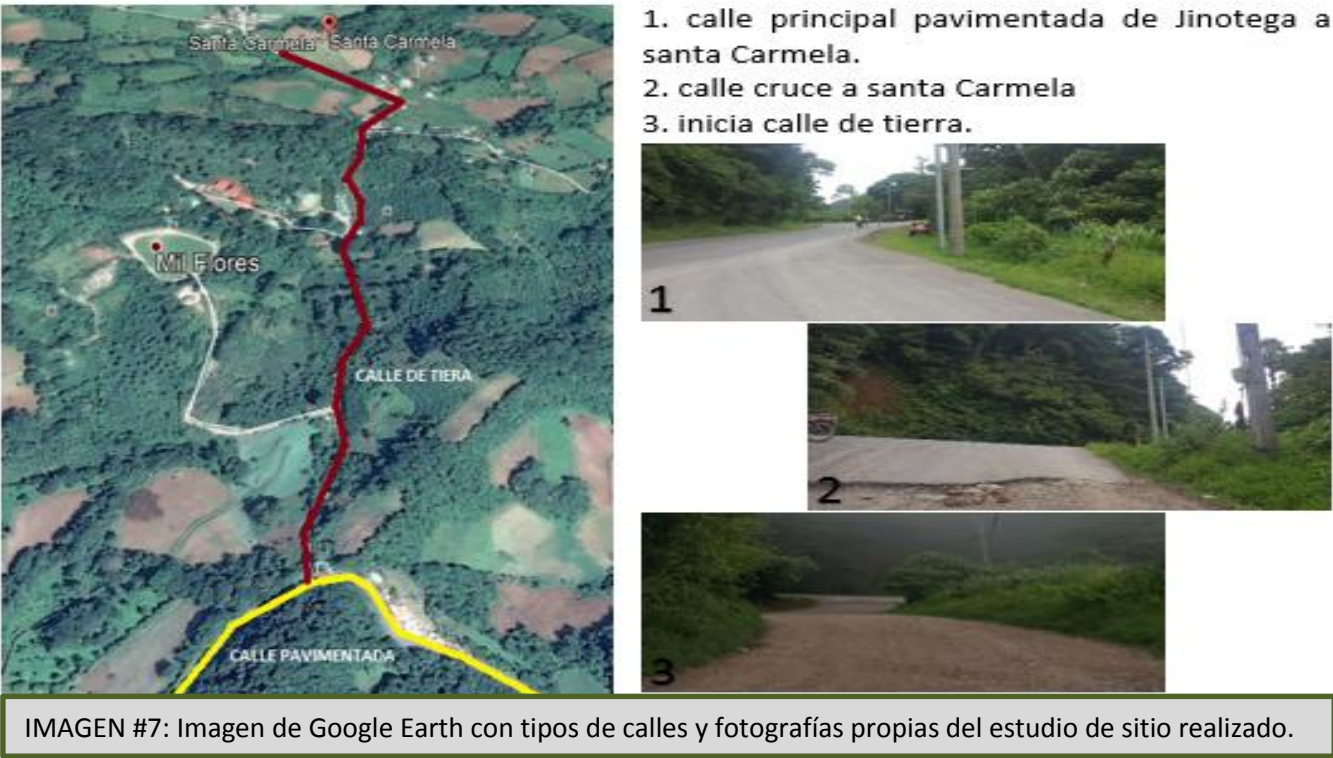 Santa Carmela Santa Carmela
Mil Flores
CALLE DE TIERA
CALLE PAVIMENTADA
1. calle principal pavimentada de Jinotega a
santa Carmela.
2. calle cruce a santa Carmela
3. inicia calle de tierra.
1
2
3
IMAGEN #7: Imagen de Google Earth con tipos de calles y fotografías propias del estudio de sitio realizado.